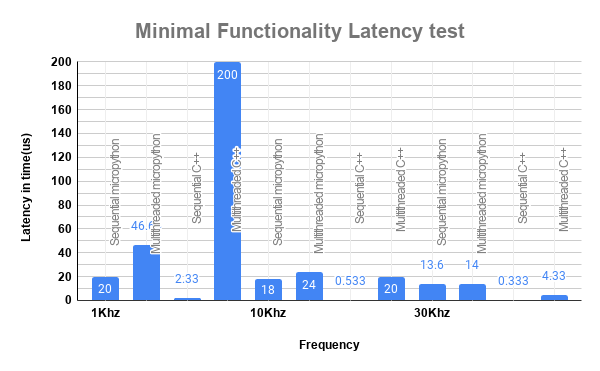 Minimal Functionality Latency test
Latency in time(us)
200
180
160
140
120
100
80
60
40
20
0
Sequential micropython
Multithreaded micropython
Sequential C++
Multithreaded C++
Sequential micropython
Multithreaded micropython
Sequential C++
Multithreaded C++
Sequential micropython
Multithreaded micropython
Sequential C++
Multithreaded C++
20
46.6
2.33
200
18
24
0.533
20
13.6
14
0.333
4.33
1Khz
10Khz
30Khz
Frequency